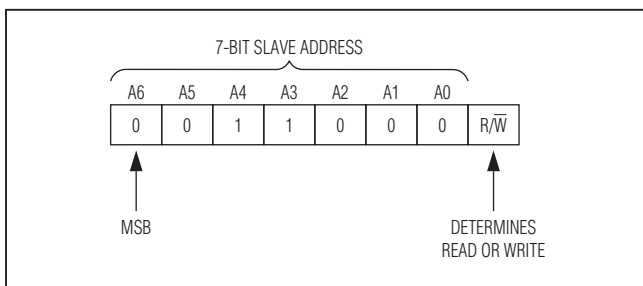 7-BIT SLAVE ADDRESS
A6 A5 A4 A3 A2 A1 A0
0 0 1 1 0 0 0 R/W̅
MSB
DETERMINES
READ OR WRITE